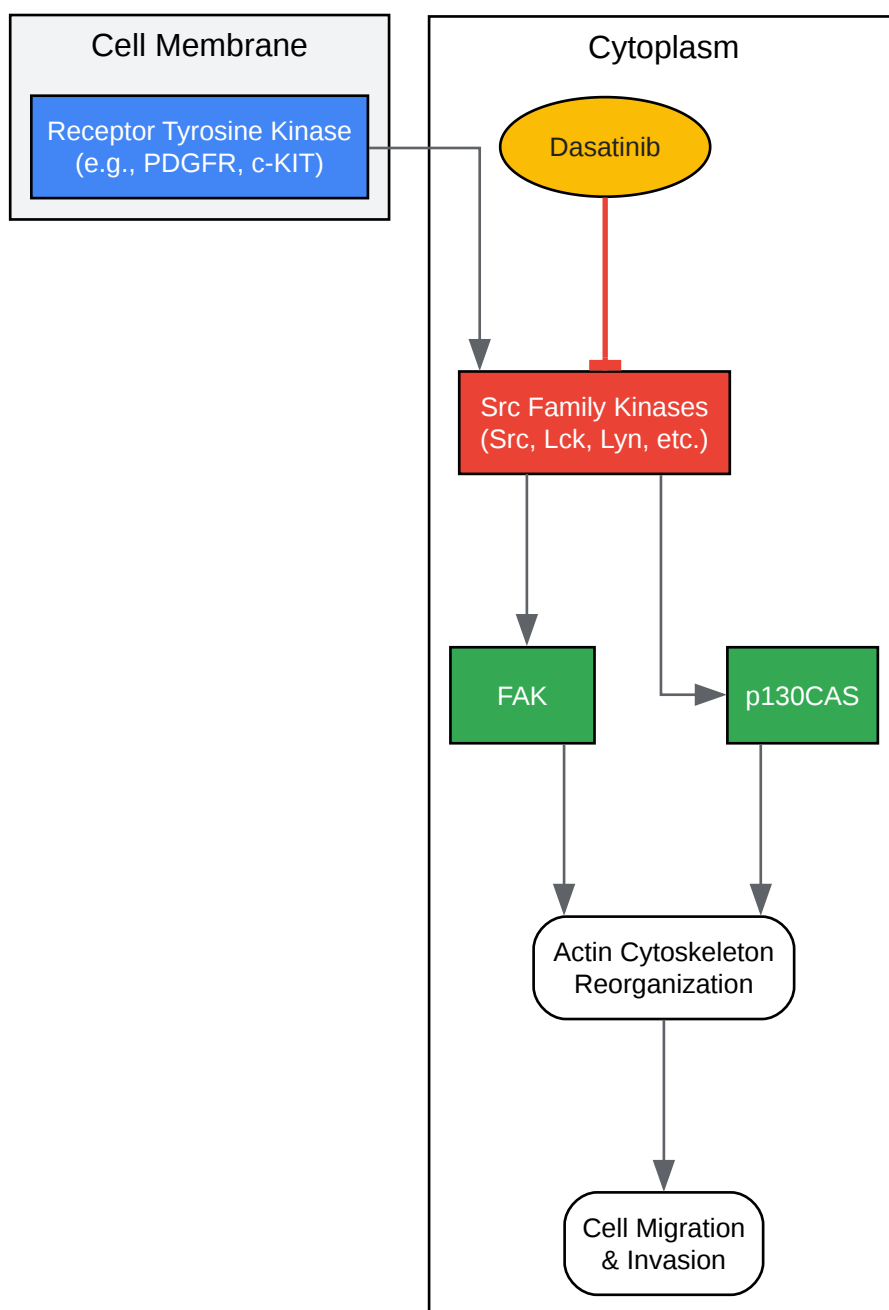 Cell Membrane
Receptor Tyrosine Kinase
(e.g., PDGFR, c-KIT)
Cytoplasm
Dasatinib
Src Family Kinases
(Src, Lck, Lyn, etc.)
FAK
p130CAS
Actin Cytoskeleton
Reorganization
Cell Migration
& Invasion